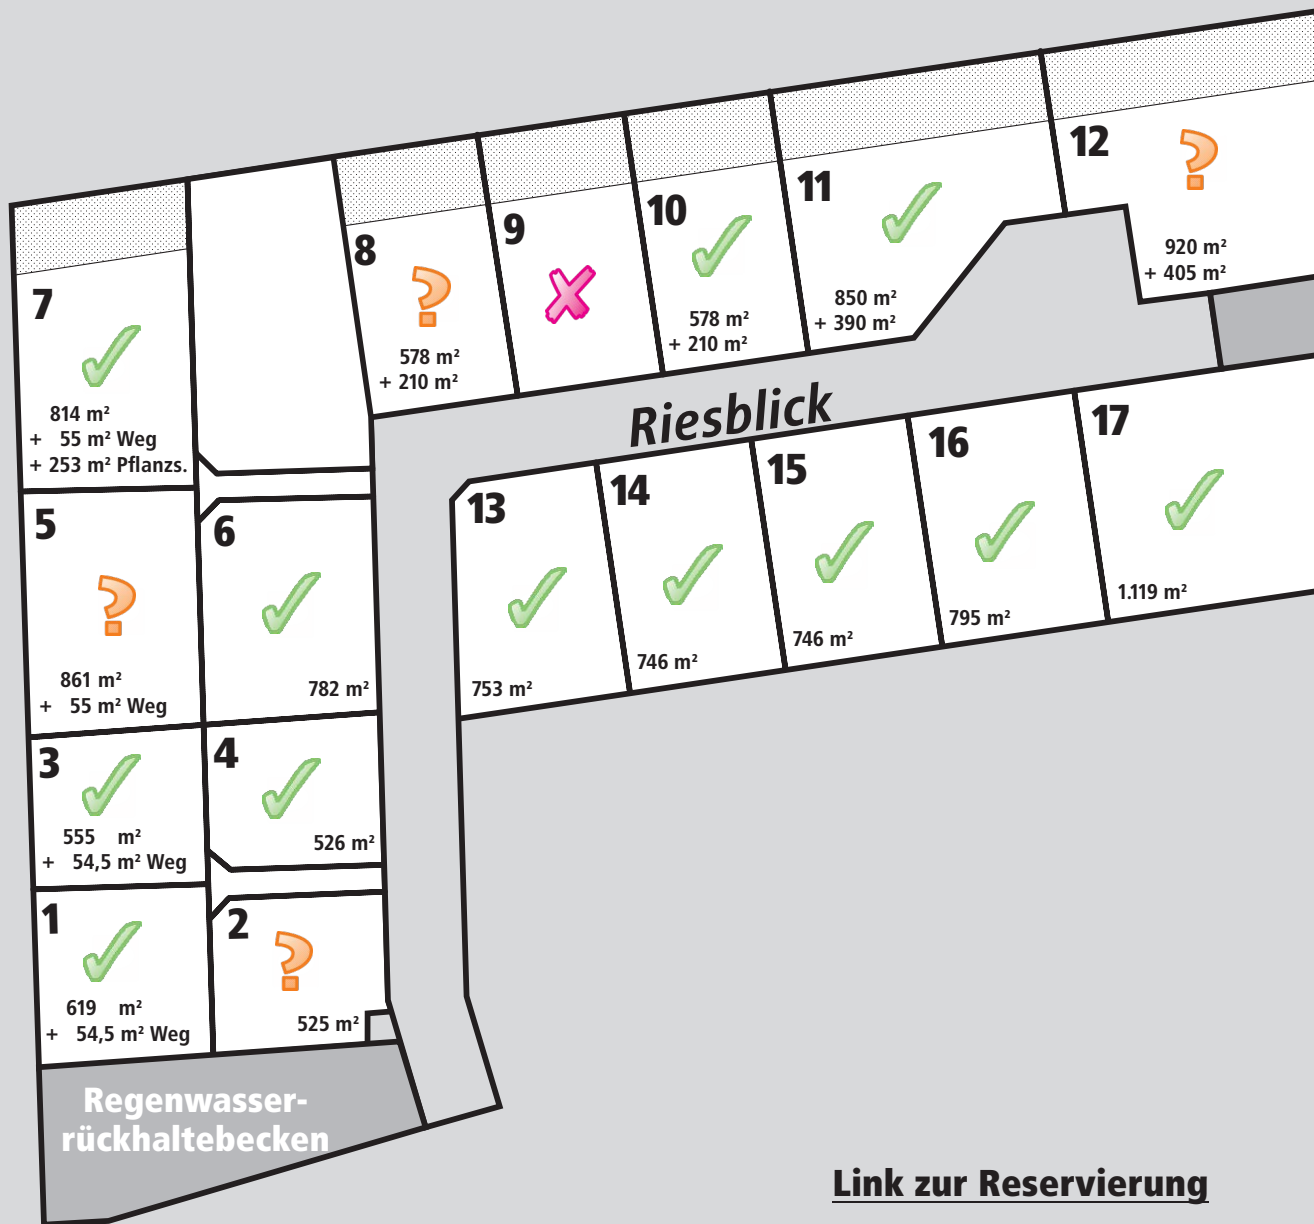 12
920 m²
+ 405 m²
11
850 m²
+ 390 m²
10
578 m²
+ 210 m²
9
8
578 m²
+ 210 m²
7
814 m²
+ 55 m² Weg
+ 253 m² Pflanzs.
Riesblick
17
1.119 m²
16
795 m²
15
746 m²
14
746 m²
13
753 m²
5
861 m²
+ 55 m² Weg
6
782 m²
3
555 m²
+ 54,5 m² Weg
4
526 m²
1
619 m²
+ 54,5 m² Weg
2
525 m²
Regenwasser-
rückhaltebecken
Link zur Reservierung